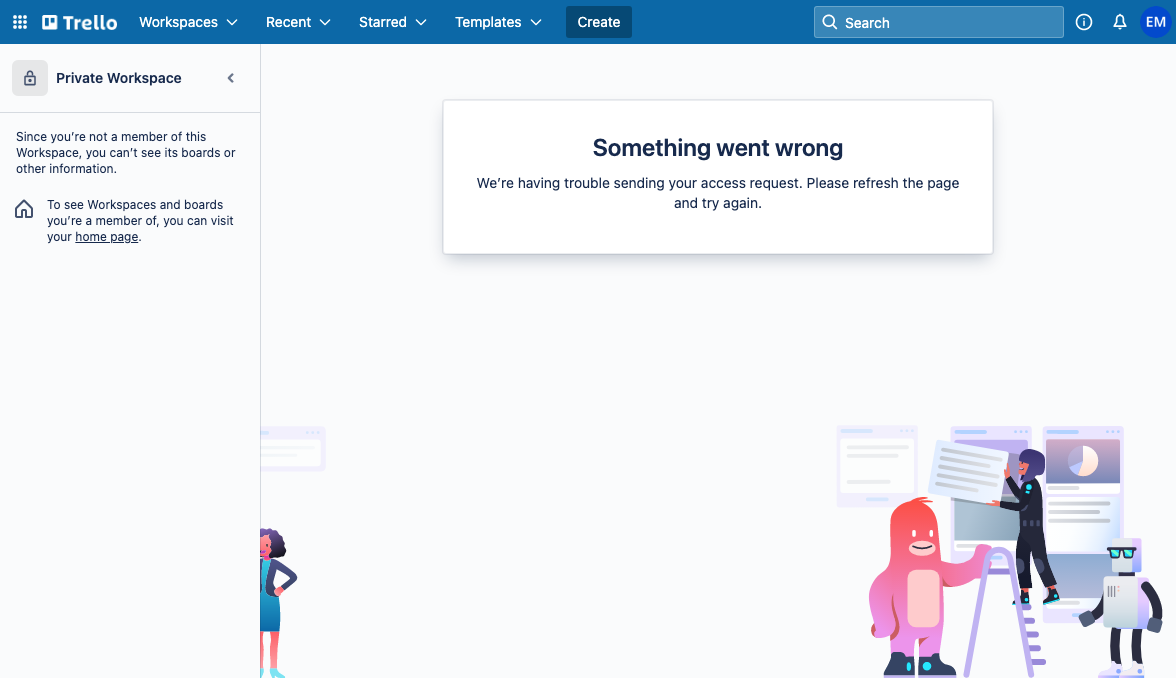 Trello Workspaces Recent Starred Templates Create Search EM
Private Workspace
Since you're not a member of this
Workspace, you can't see its boards or
other information.
To see Workspaces and boards
you're a member of, you can visit
your home page.
Something went wrong
We're having trouble sending your access request. Please refresh the page
and try again.